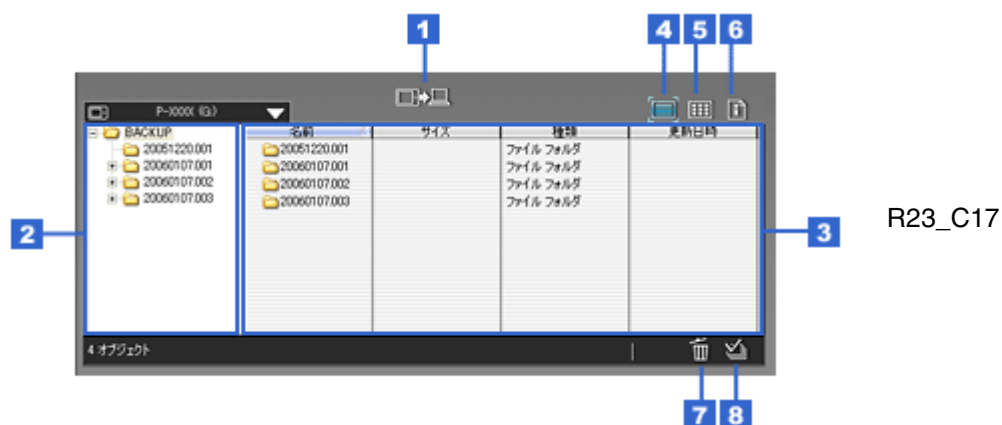 1
4 5 6
P-XXXX (G:)
BACKUP
20051220.001
20060107.001
20060107.002
20060107.003
名前 サイズ 種類 更新日時
20051220.001 ファイル フォルダ
20060107.001 ファイル フォルダ
20060107.002 ファイル フォルダ
20060107.003 ファイル フォルダ
2
3
R23_C17
4 オブジェクト
7 8